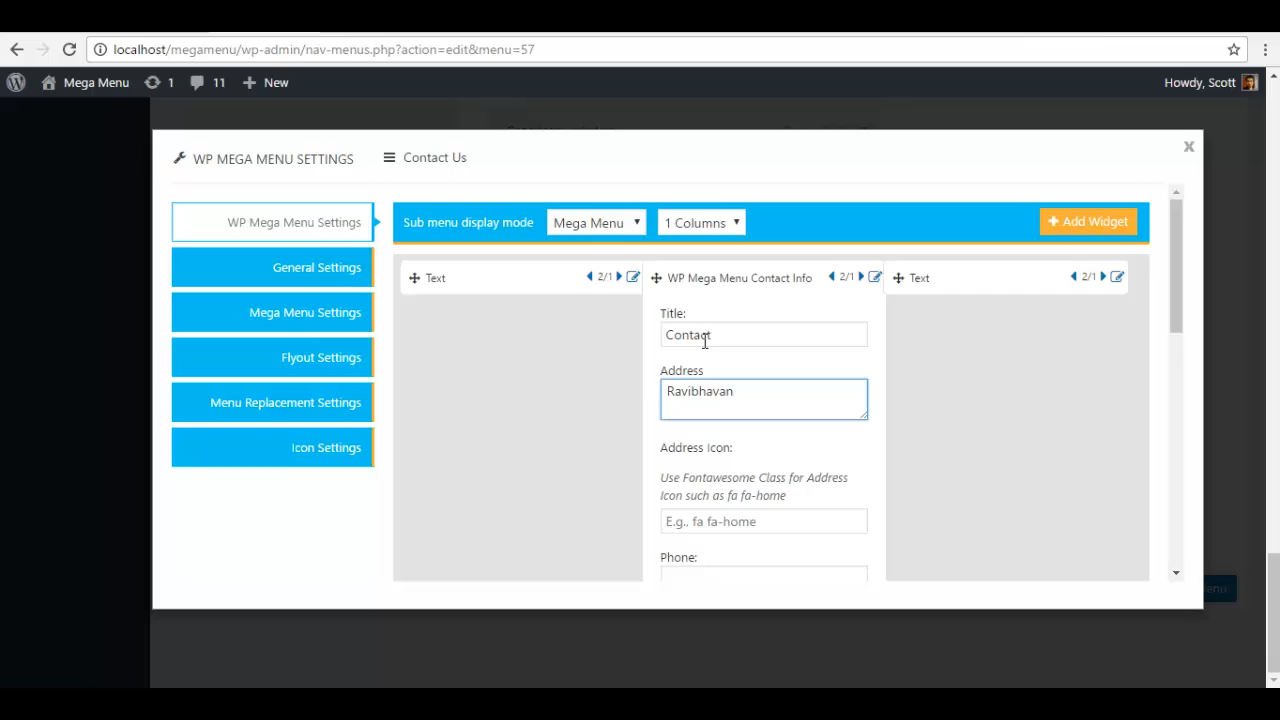 localhost/megamenu/wp-admin/nav-menus.php?action=edit&menu=57
Mega Menu 1 11 New Howdy, Scott
WP MEGA MENU SETTINGS Contact Us X
WP Mega Menu Settings
General Settings
Mega Menu Settings
Flyout Settings
Menu Replacement Settings
Icon Settings
Sub menu display mode Mega Menu 1 Columns Add Widget
Text 2/1 WP Mega Menu Contact Info 2/1 Text 2/1
Title:
Contact
Address
Ravibhavan
Address Icon:
Use Fontawesome Class for Address
Icon such as fa fa-home
E.g., fa fa-home
Phone: